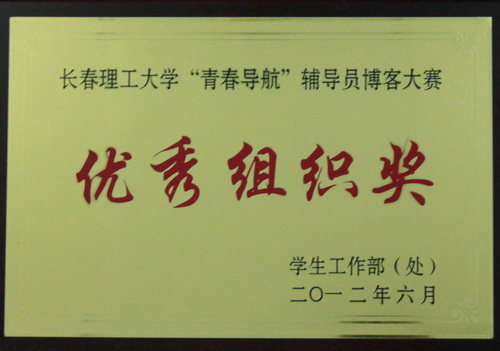 长春理工大学“青春导航”辅导员博客大赛
优秀组织奖
学生工作部（处）
二〇一二年六月